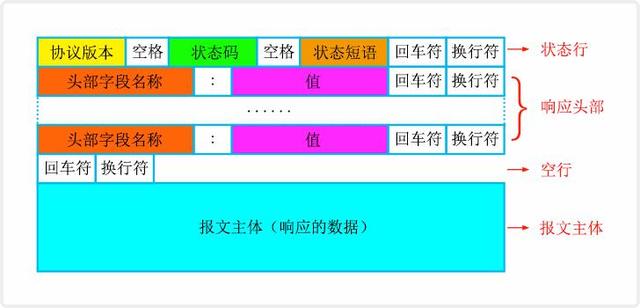 协议版本 空格 状态码 空格 状态短语 回车符 换行符 状态行
头部字段名称 : 值 回车符 换行符
...... 响应头部
头部字段名称 : 值 回车符 换行符
回车符 换行符 空行
报文主体（响应的数据） 报文主体